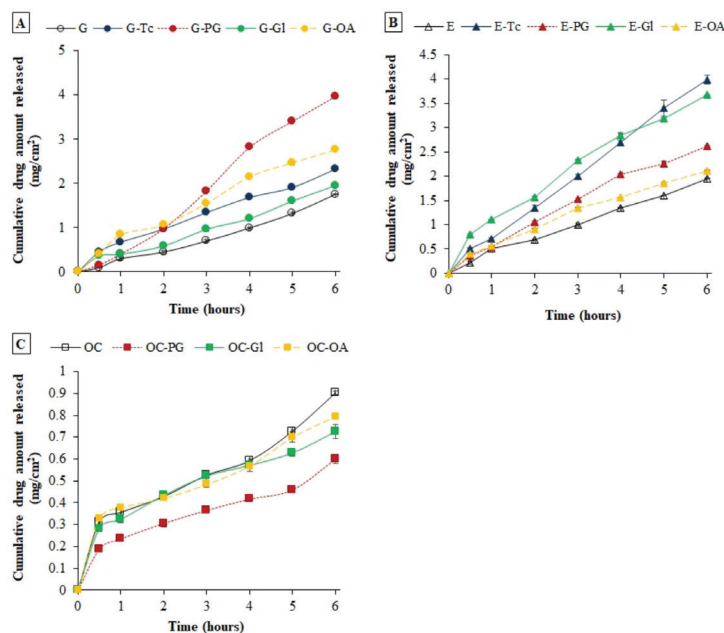 A
G G-Tc G-PG G-Gl G-OA
Cumulative drug amount released
(mg/cm²)
5
4
3
2
1
0
0 1 2 3 4 5 6
Time (hours)
B
E E-Tc E-PG E-Gl E-OA
Cumulative drug amount released
(mg/cm²)
4.5
4
3.5
3
2.5
2
1.5
1
0.5
0
0 1 2 3 4 5 6
Time (hours)
C
OC OC-PG OC-Gl OC-OA
Cumulative drug amount released
(mg/cm²)
1
0.9
0.8
0.7
0.6
0.5
0.4
0.3
0.2
0.1
0
0 1 2 3 4 5 6
Time (hours)